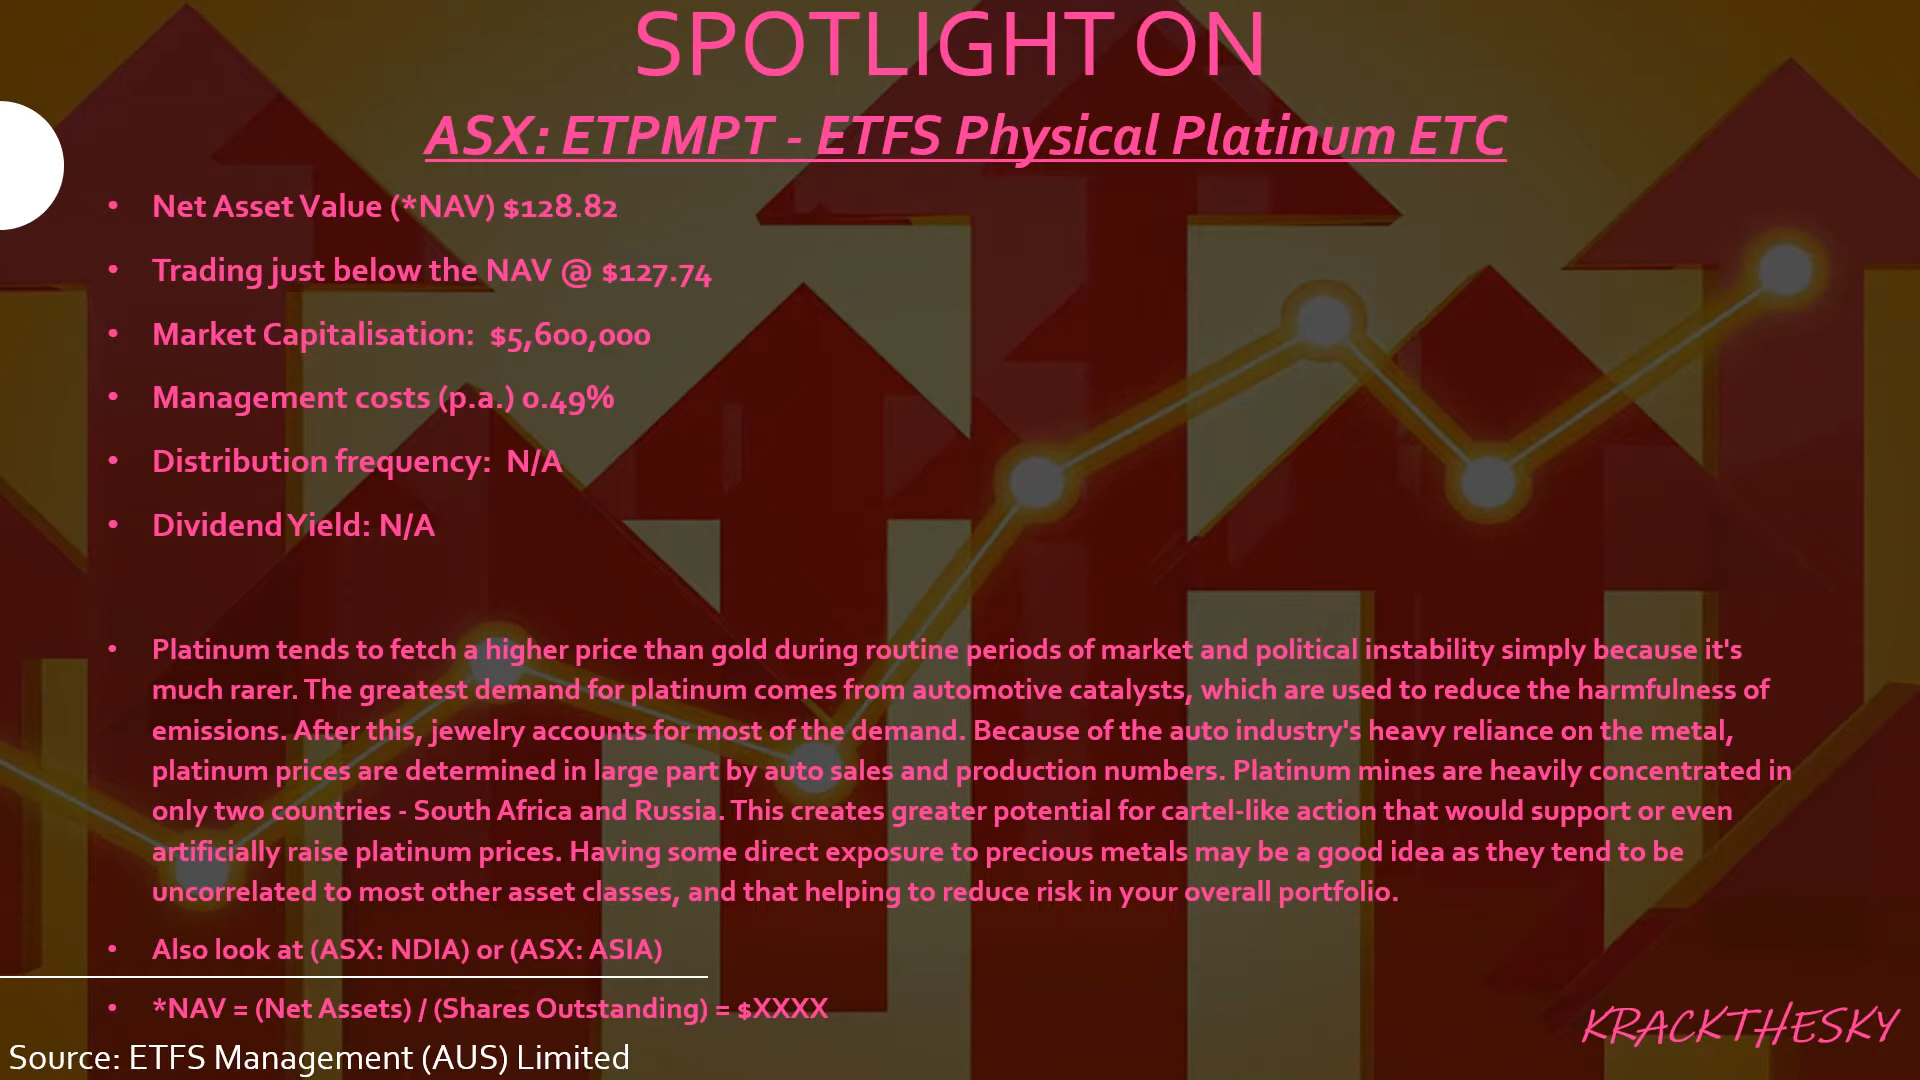 SPOTLIGHT ON
ASX: ETPMPT - ETFS Physical Platinum ETC
• Net Asset Value (*NAV) $128.82
• Trading just below the NAV @ $127.74
• Market Capitalisation: $5,600,000
• Management costs (p.a.) 0.49%
• Distribution frequency: N/A
• Dividend Yield: N/A
• Platinum tends to fetch a higher price than gold during routine periods of market and political instability simply because it's
much rarer. The greatest demand for platinum comes from automotive catalysts, which are used to reduce the harmfulness of
emissions. After this, jewelry accounts for most of the demand. Because of the auto industry's heavy reliance on the metal,
platinum prices are determined in large part by auto sales and production numbers. Platinum mines are heavily concentrated in
only two countries - South Africa and Russia. This creates greater potential for cartel-like action that would support or even
artificially raise platinum prices. Having some direct exposure to precious metals may be a good idea as they tend to be
uncorrelated to most other asset classes, and that helping to reduce risk in your overall portfolio.
• Also look at (ASX: NDIA) or (ASX: ASIA)
• *NAV = (Net Assets) / (Shares Outstanding) = $XXXX
KRACKTHESKY
Source: ETFS Management (AUS) Limited